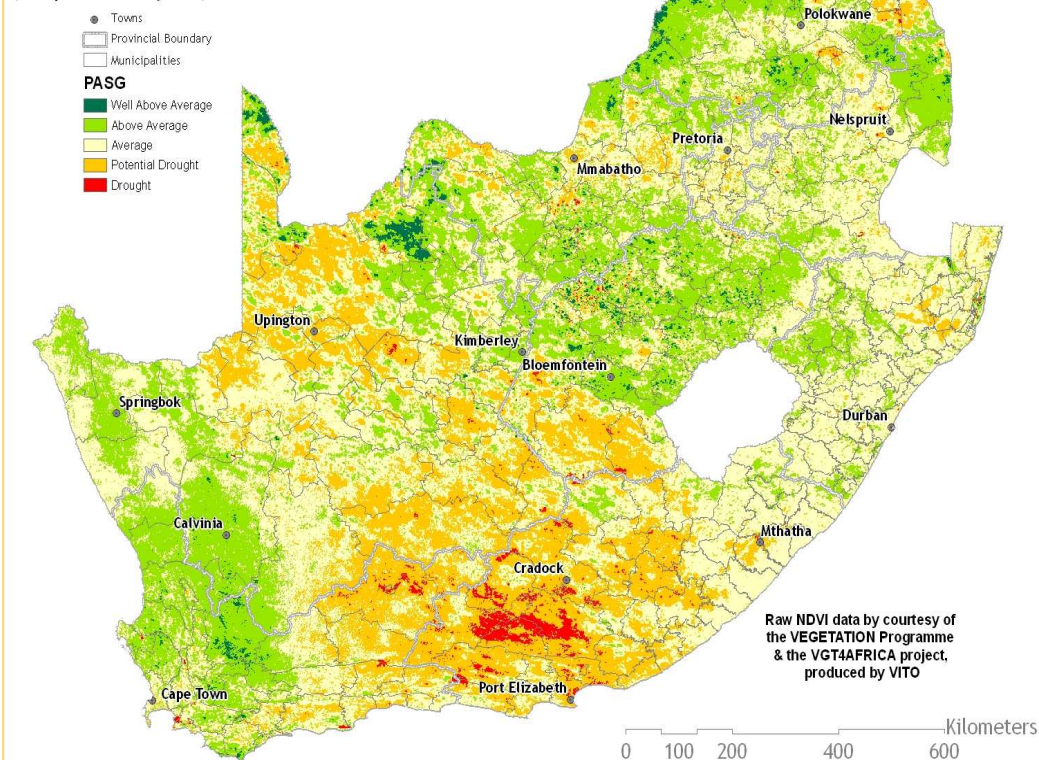 Towns
Provincial Boundary
Municipalities
PASG
Well Above Average
Above Average
Average
Potential Drought
Drought
Polokwane
Nelspruit
Pretoria
Mmabatho
Upington
Kimberley
Bloemfontein
Springbok
Durban
Calvinia
Mthatha
Cradock
Raw NDVI data by courtesy of
the VEGETATION Programme
& the VGT4AFRICA project,
produced by VITO
Port Elizabeth
Cape Town
Kilometers
0 100 200 400 600